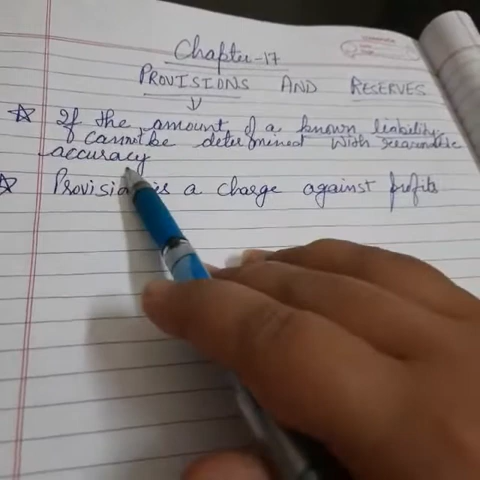 Chapter-17
PROVISIONS AND RESERVES
If the amount of a known liability
cannot be determined with reasonable
accuracy
Provision is a charge against profits